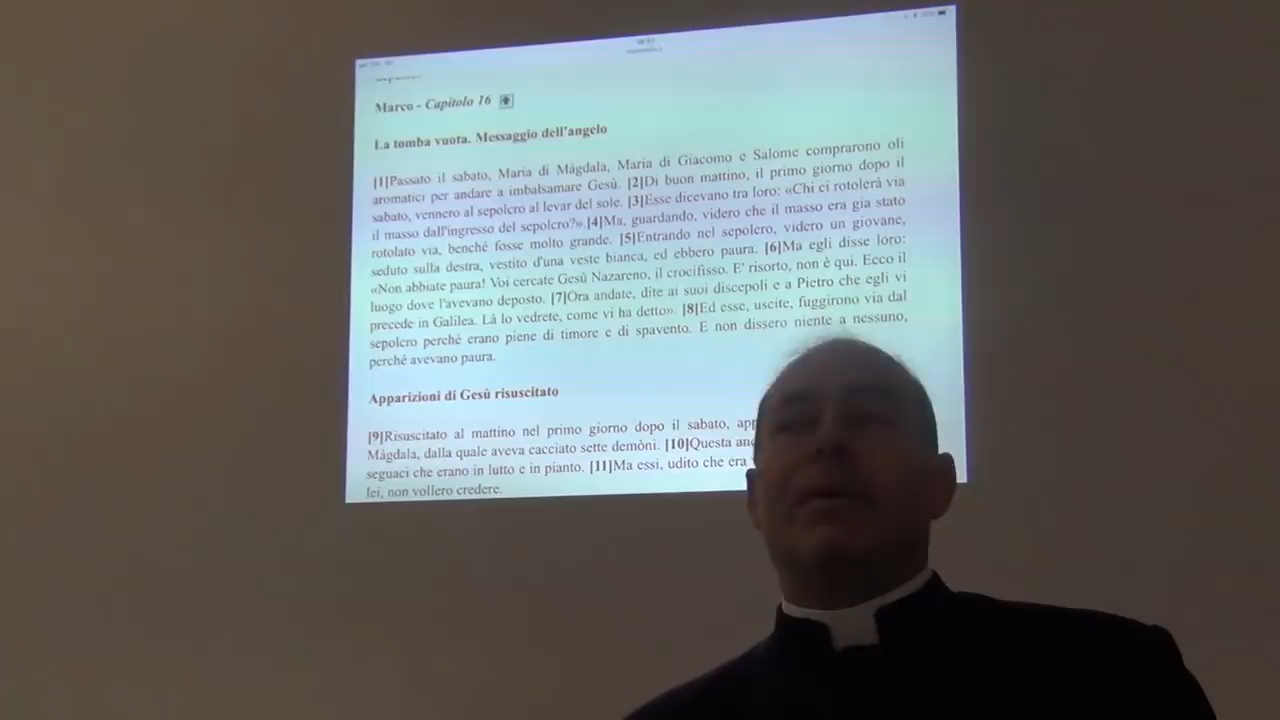 Marco - Capitolo 16
La tomba vuota. Messaggio dell'angelo
[1]Passato il sabato, Maria di Màgdala, Maria di Giacomo e Salome comprarono oli
aromatici per andare a imbalsamare Gesù. [2]Di buon mattino, il primo giorno dopo il
sabato, vennero al sepolcro al levar del sole. [3]Esse dicevano tra loro: «Chi ci rotolerà via
il masso dall'ingresso del sepolcro?».[4]Ma, guardando, videro che il masso era gia stato
rotolato via, benché fosse molto grande. [5]Entrando nel sepolcro, videro un giovane,
seduto sulla destra, vestito d'una veste bianca, ed ebbero paura. [6]Ma egli disse loro:
«Non abbiate paura! Voi cercate Gesù Nazareno, il crocifisso. E' risorto, non è qui. Ecco il
luogo dove l'avevano deposto. [7]Ora andate, dite ai suoi discepoli e a Pietro che egli vi
precede in Galilea. Là lo vedrete, come vi ha detto». [8]Ed esse, uscite, fuggirono via dal
sepolcro perché erano piene di timore e di spavento. E non dissero niente a nessuno,
perché avevano paura.
Apparizioni di Gesù risuscitato
[9]Risuscitato al mattino nel primo giorno dopo il sabato, app
Màgdala, dalla quale aveva cacciato sette demòni. [10]Questa and
seguaci che erano in lutto e in pianto. [11]Ma essi, udito che era
lei, non vollero credere.